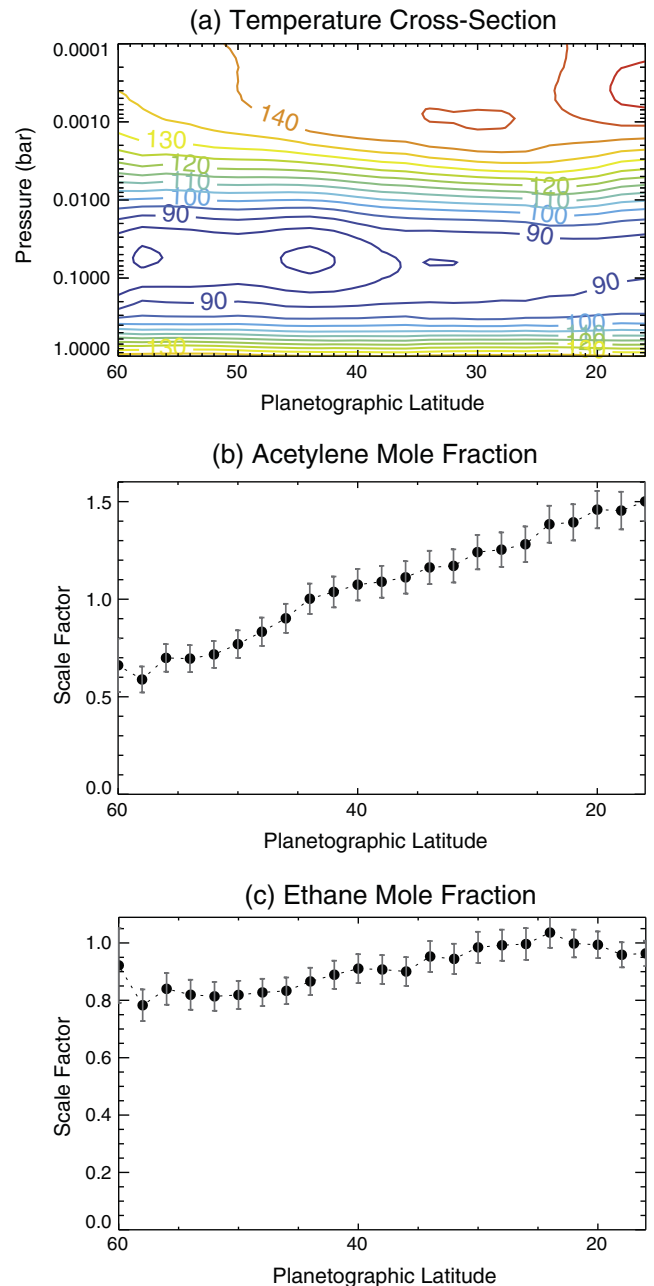 (a) Temperature Cross-Section
0.0001
0.0010
0.0100
0.1000
1.0000
Pressure (bar)
140
130
120
110
100
90
120
110
100
90
90
90
100
120
130
60 50 40 30 20
Planetographic Latitude
(b) Acetylene Mole Fraction
1.5
1.0
0.5
0.0
Scale Factor
60 40 20
Planetographic Latitude
(c) Ethane Mole Fraction
1.0
0.8
0.6
0.4
0.2
0.0
Scale Factor
60 40 20
Planetographic Latitude